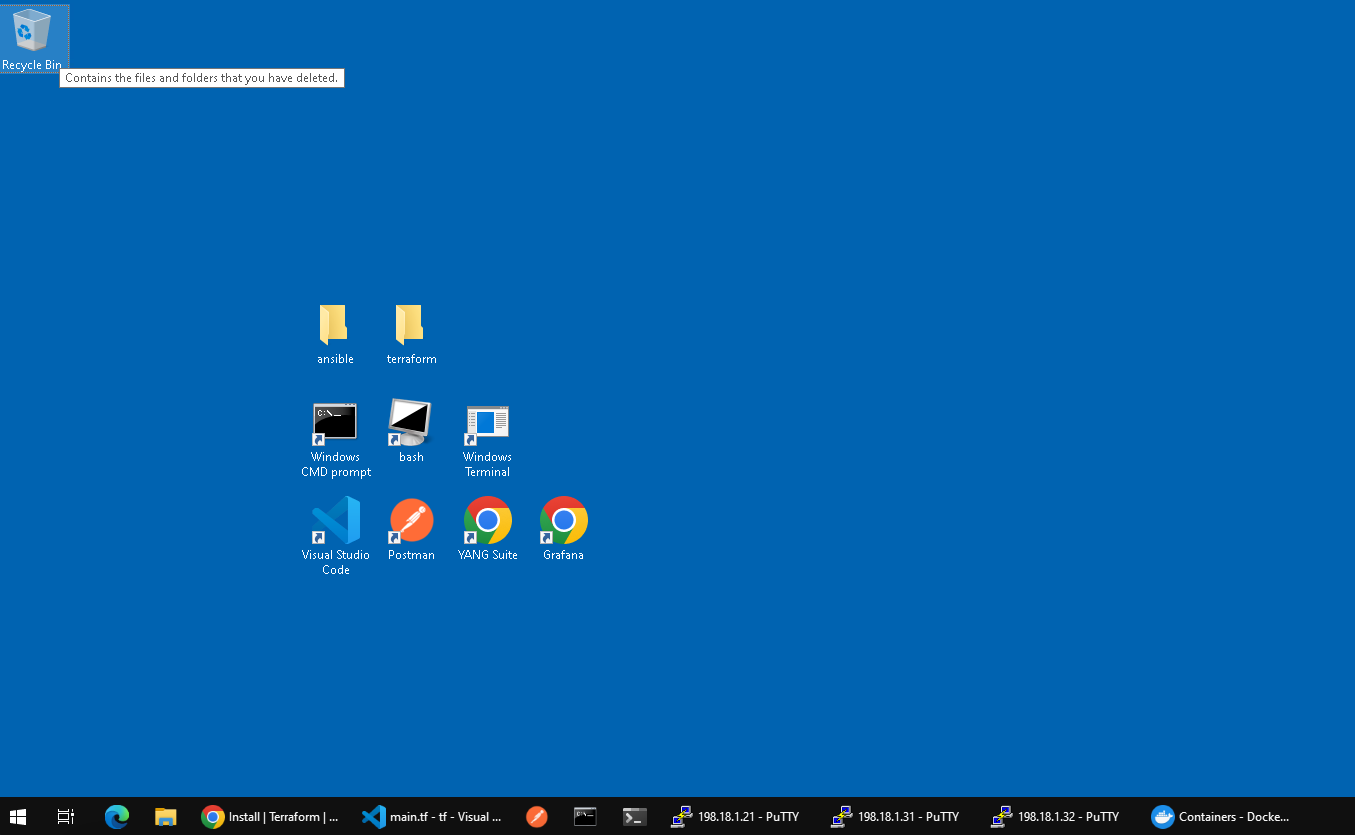 Recycle Bin
Contains the files and folders that you have deleted.
ansible
terraform
C:\._
Windows
CMD prompt
bash
Windows
Terminal
Visual Studio
Code
Postman
YANG Suite
Grafana
Install | Terraform | ...
main.tf - tf - Visual ...
198.18.1.21 - PuTTY
198.18.1.31 - PuTTY
198.18.1.32 - PuTTY
Containers - Docke...